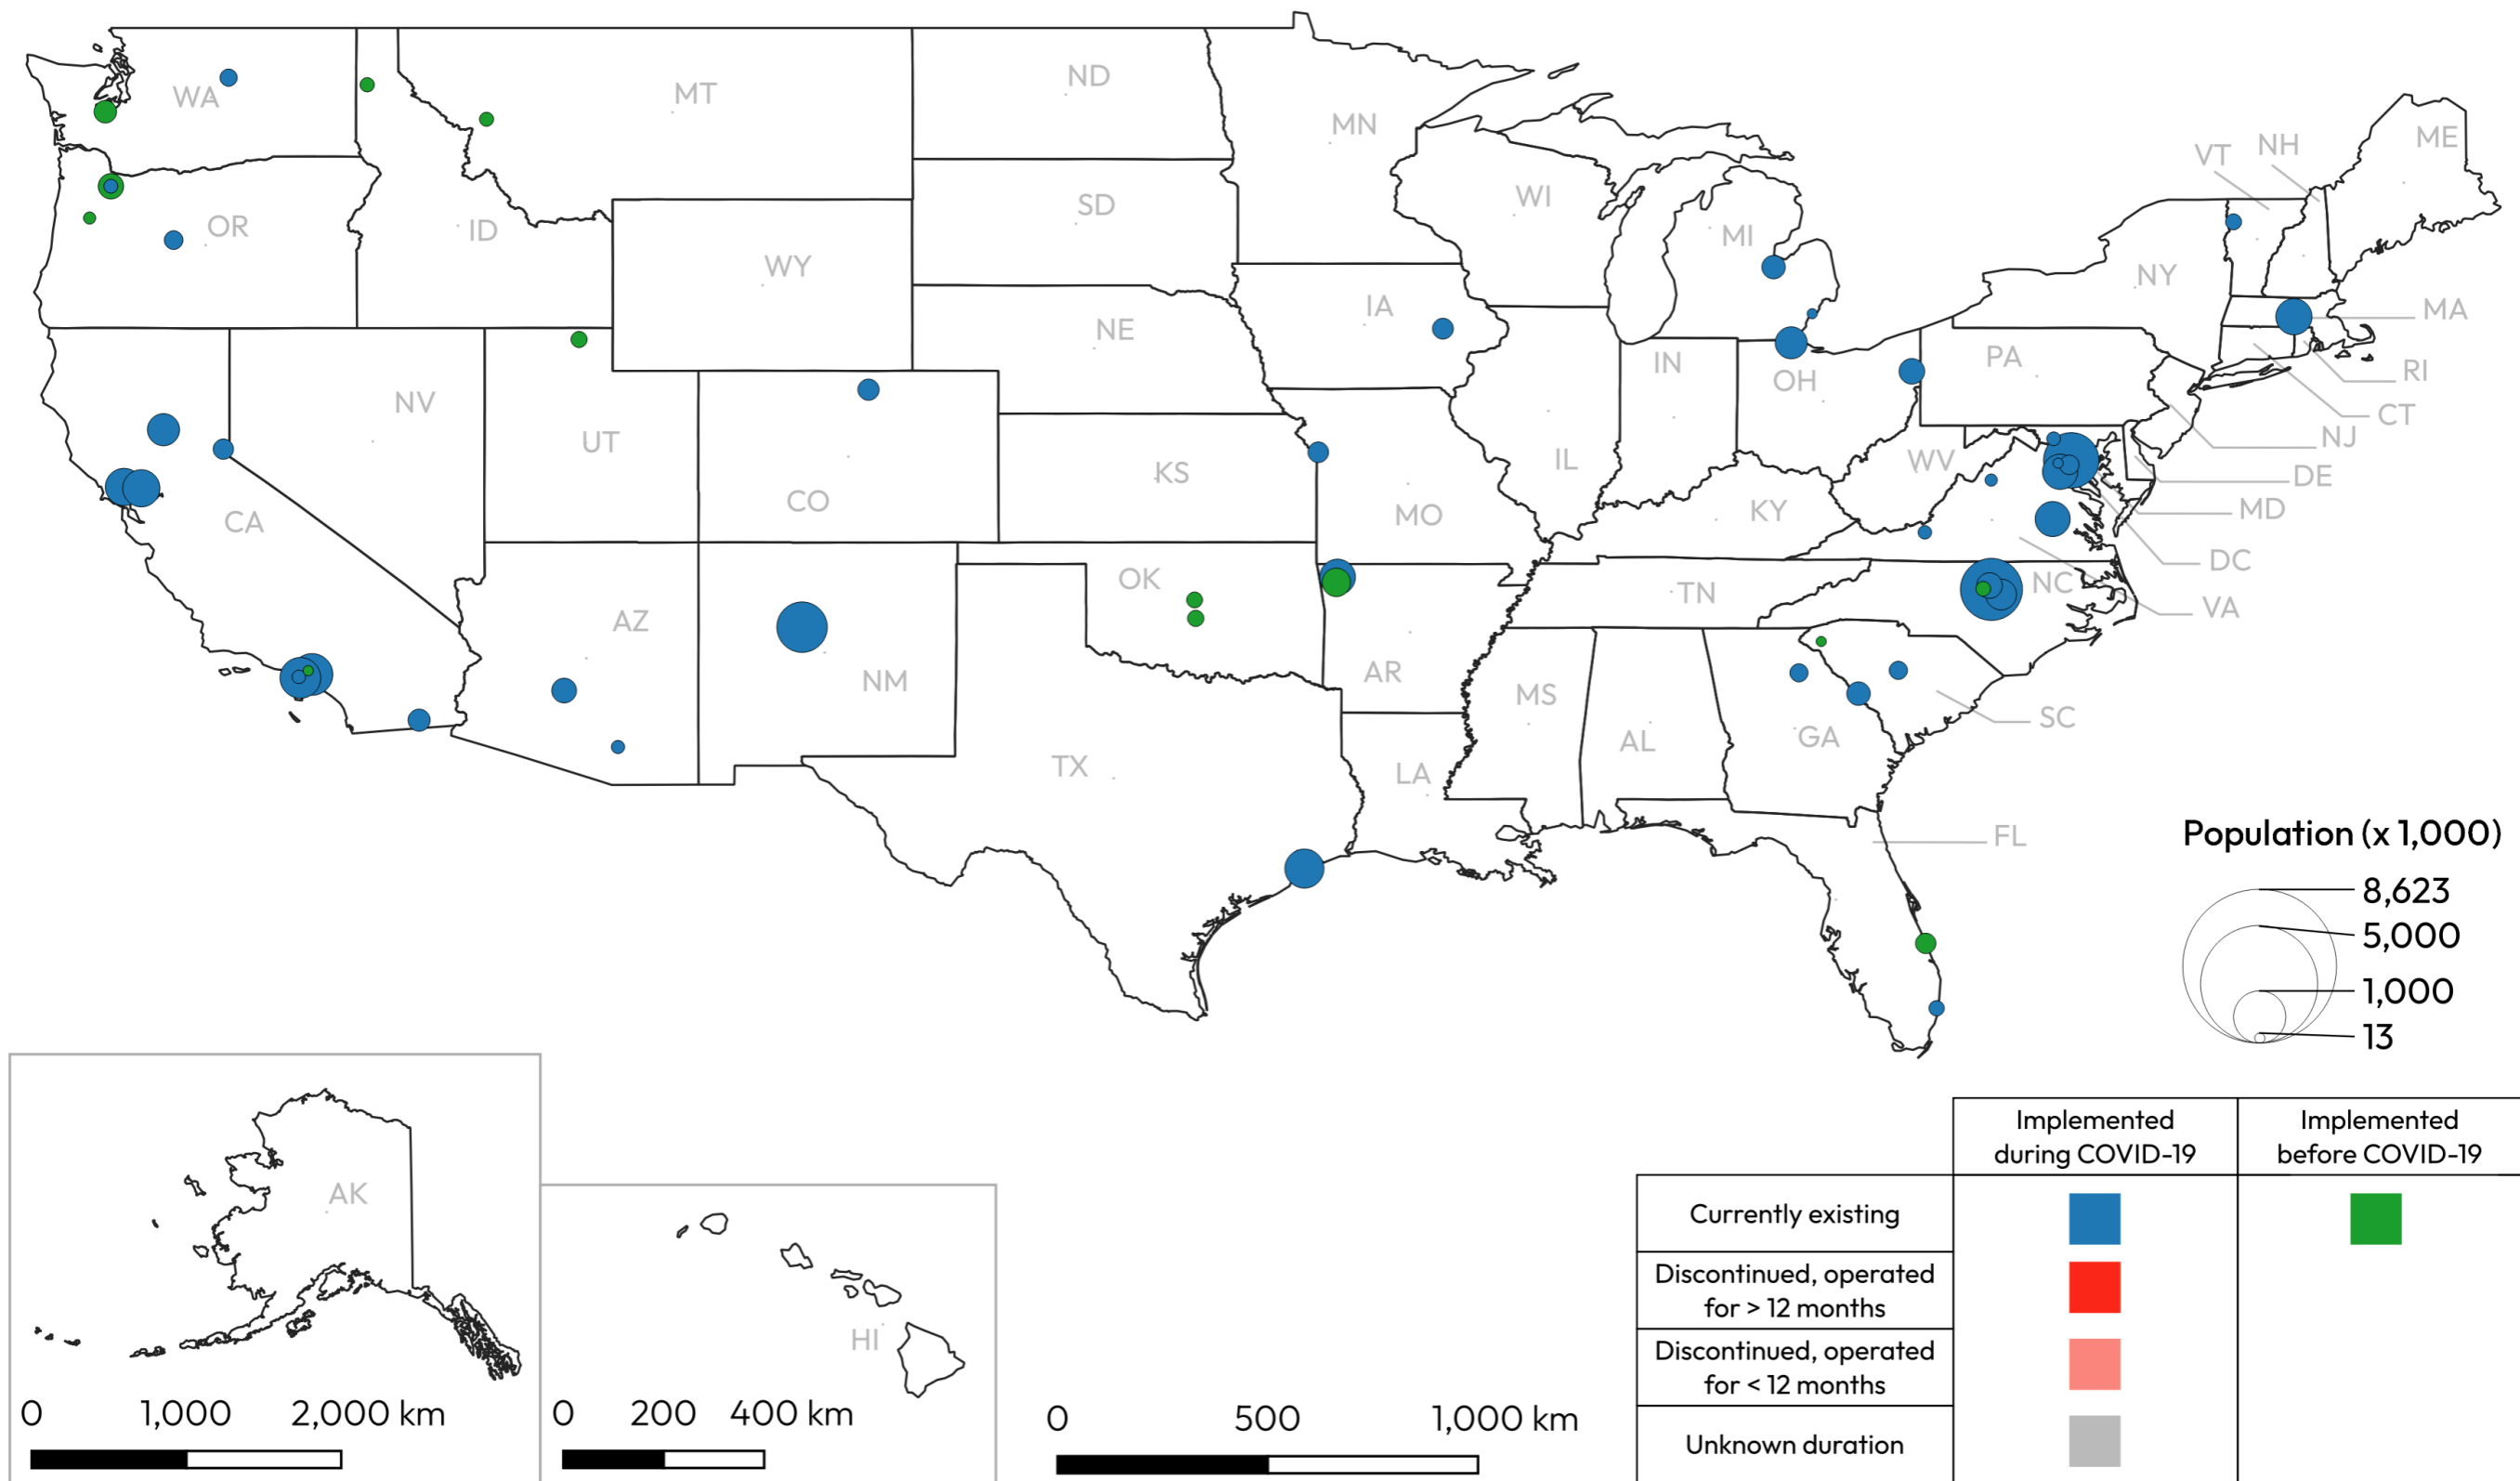 WA
MT
ND
MN
ME
NH
VT
OR
ID
WY
SD
WI
MI
NY
MA
IA
NE
IN
OH
PA
RI
CT
NJ
NV
UT
CO
KS
MO
IL
KY
WV
DE
MD
DC
VA
CA
AZ
NM
OK
AR
TN
NC
SC
MS
AL
GA
TX
LA
FL
Population (x 1,000)
8,623
5,000
1,000
13
AK
HI
0 1,000 2,000 km
0 200 400 km
0 500 1,000 km
Implemented during COVID-19
Implemented before COVID-19
Currently existing
Discontinued, operated
for > 12 months
Discontinued, operated
for < 12 months
Unknown duration